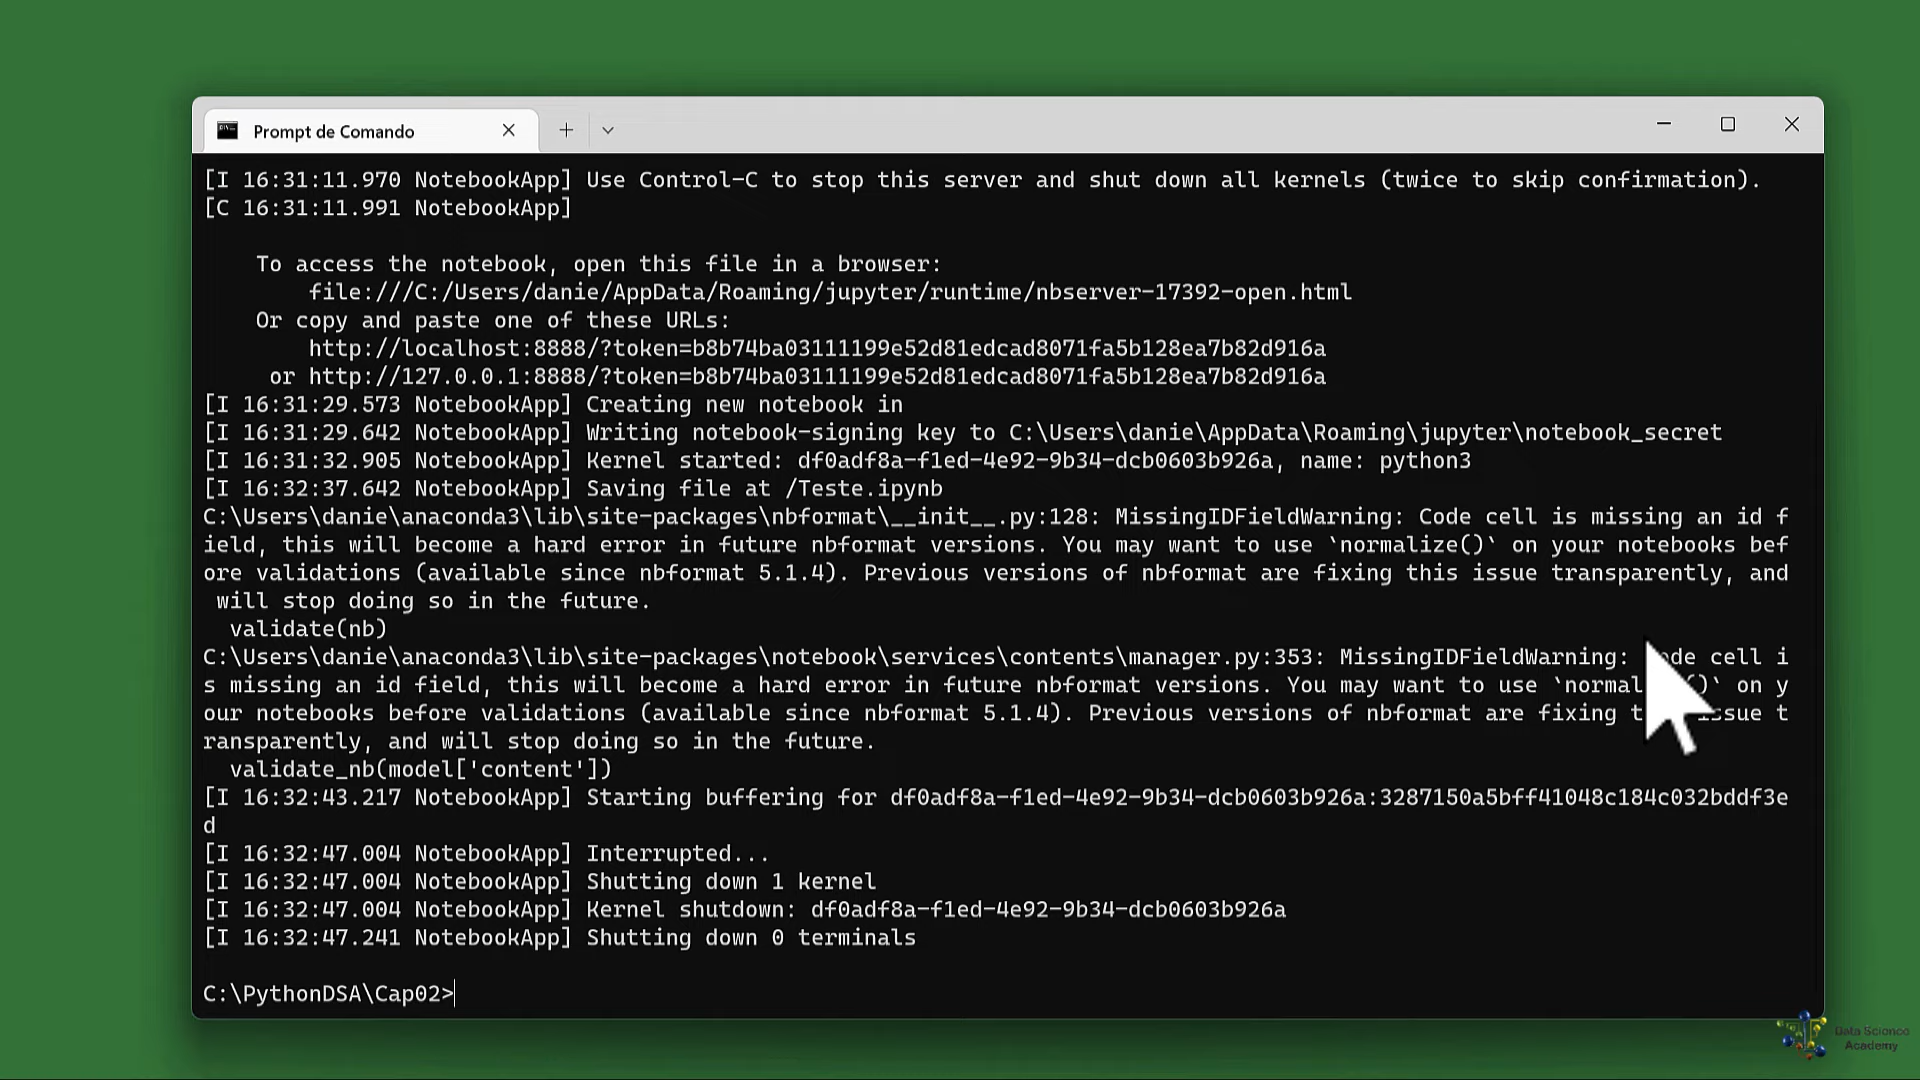 Prompt de Comando
[I 16:31:11.970 NotebookApp] Use Control-C to stop this server and shut down all kernels (twice to skip confirmation).
[C 16:31:11.991 NotebookApp]
To access the notebook, open this file in a browser:
file:///C:/Users/danie/AppData/Roaming/jupyter/runtime/nbserver-17392-open.html
Or copy and paste one of these URLs:
http://localhost:8888/?token=b8b74ba03111199e52d81edcad8071fa5b128ea7b82d916a
or http://127.0.0.1:8888/?token=b8b74ba03111199e52d81edcad8071fa5b128ea7b82d916a
[I 16:31:29.573 NotebookApp] Creating new notebook in
[I 16:31:29.642 NotebookApp] Writing notebook-signing key to C:\Users\danie\AppData\Roaming\jupyter\notebook_secret
[I 16:31:32.905 NotebookApp] Kernel started: df0adf8a-f1ed-4e92-9b34-dcb0603b926a, name: python3
[I 16:32:37.642 NotebookApp] Saving file at /Teste.ipynb
C:\Users\danie\anaconda3\lib\site-packages\nbformat\__init__.py:128: MissingIDFieldWarning: Code cell is missing an id f
ield, this will become a hard error in future nbformat versions. You may want to use `normalize()` on your notebooks bef
ore validations (available since nbformat 5.1.4). Previous versions of nbformat are fixing this issue transparently, and
will stop doing so in the future.
validate(nb)
C:\Users\danie\anaconda3\lib\site-packages\notebook\services\contents\manager.py:353: MissingIDFieldWarning: ode cell i
s missing an id field, this will become a hard error in future nbformat versions. You may want to use `normal ()` on y
our notebooks before validations (available since nbformat 5.1.4). Previous versions of nbformat are fixing t ssue t
ransparently, and will stop doing so in the future.
validate_nb(model['content'])
[I 16:32:43.217 NotebookApp] Starting buffering for df0adf8a-f1ed-4e92-9b34-dcb0603b926a:3287150a5bff41048c184c032bddf3e
d
[I 16:32:47.004 NotebookApp] Interrupted...
[I 16:32:47.004 NotebookApp] Shutting down 1 kernel
[I 16:32:47.004 NotebookApp] Kernel shutdown: df0adf8a-f1ed-4e92-9b34-dcb0603b926a
[I 16:32:47.241 NotebookApp] Shutting down 0 terminals
C:\PythonDSA\Cap02>
Data Science
Academy